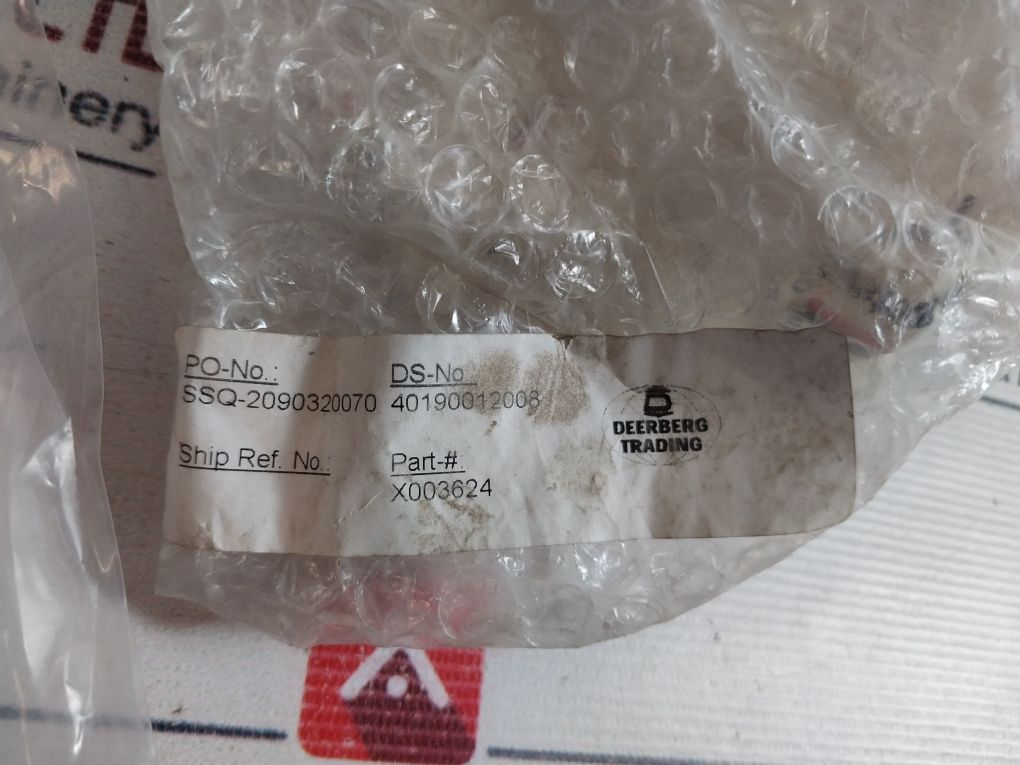 PO-No.: DS-No.
SSQ-2090320070 40190012008
Ship Ref. No.: Part-#:
X003624
DEERBERG
TRADING